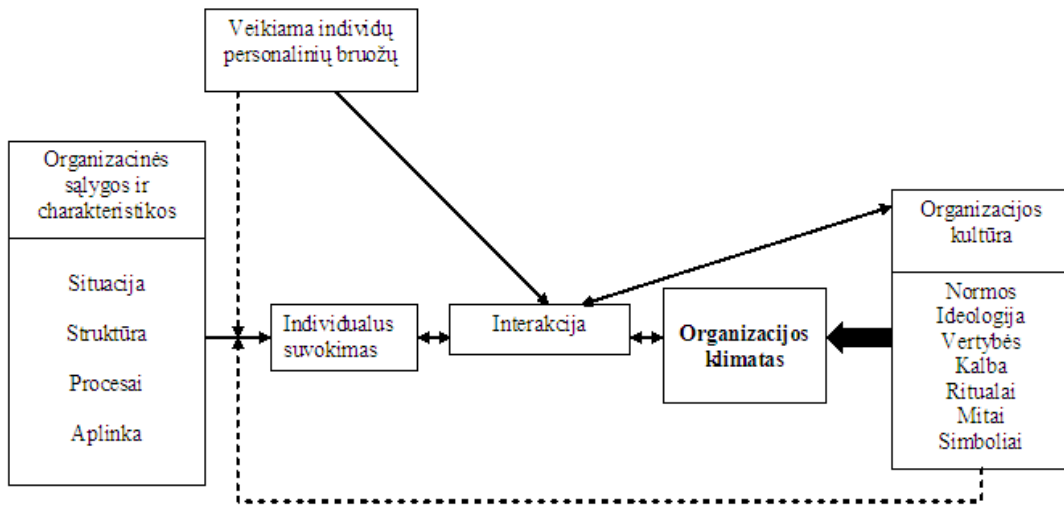 Veikiama individų
personalinių bruožų
Organizacinės
sąlygos ir
charakteristikos
Situacija
Struktūra
Procesai
Aplinka
Individualus
suvokimas
Interakcija
Organizacijos
klimatas
Organizacijos
kultūra
Normos
Ideologija
Vertybės
Kalba
Ritualai
Mitai
Simboliai